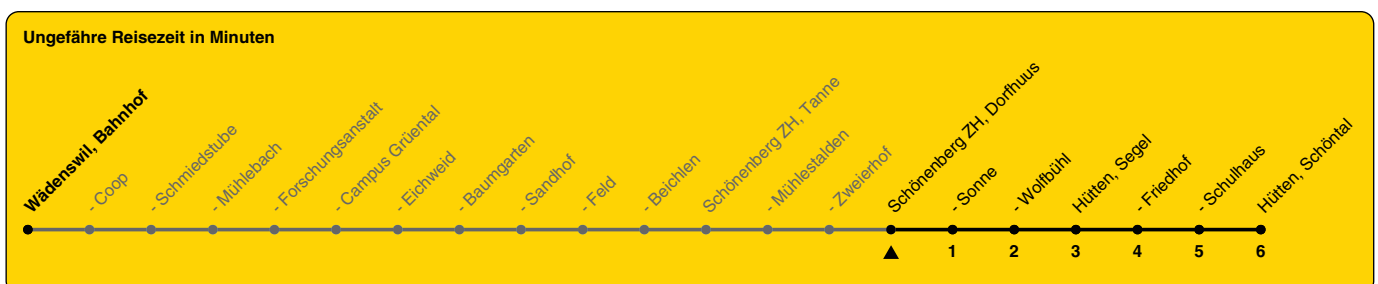 Ungefähre Reisezeit in Minuten
Wädenswil, Bahnhof
- Coop
- Schmiedstube
- Mühlebach
- Forschungsanstalt
- Campus Grüental
- Eichweid
- Baumgarten
- Sandhof
- Feld
- Beichlen
Schönenberg ZH, Tanne
- Mühlestalden
- Zweierhof
Schönenberg ZH, Dorfhuus
- Sonne
- Wolfbühl
Hütten, Segel
- Friedhof
- Schulhaus
Hütten, Schöntal
1 2 3 4 5 6